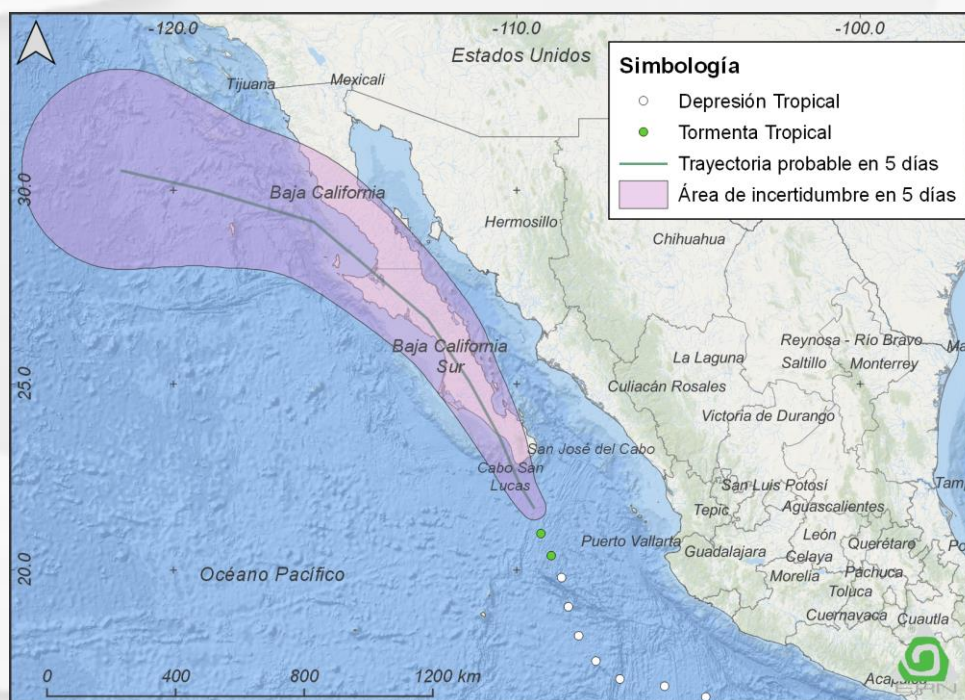 -120.0
-110.0
-100.0
Estados Unidos
Simbología
Depresión Tropical
Tormenta Tropical
Trayectoria probable en 5 días
Área de incertidumbre en 5 días
Tijuana
Mexicali
30.0
Baja California
Hermosillo
Chihuahua
25.0
Baja California
Sur
La Laguna
Reynosa - Río Bravo
Saltillo
Monterrey
Culiacán Rosales
Victoria de Durango
San José del Cabo
Cabo San
Lucas
San Luis Potosí
Tepic
Aguascalientes
20.0
Océano Pacífico
Puerto Vallarta
Guadalajara
León
Celaya
Querétaro
Morelia
Pachuca
Toluca
Cuernavaca
Cuautla
0
400
800
1200 km